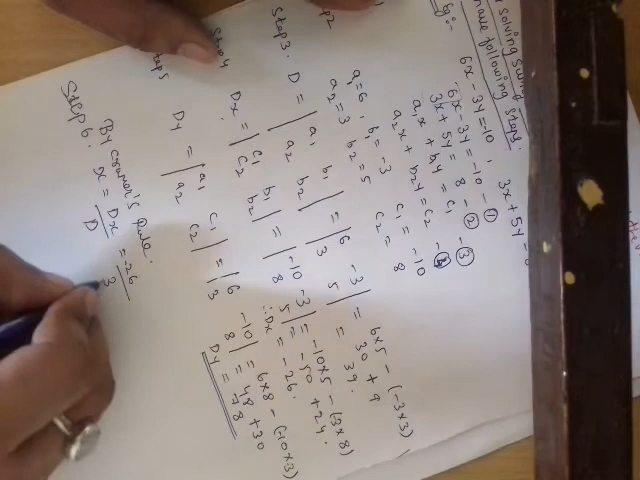 solving
have following steps.
6x - 3y = -10, 3x + 5y =
6x - 3y = -10 - ①
3x + 5y = 8 - ②
a₁x + b₁y = c₁ - ③
a₂x + b₂y = c₂ - ④
a₁ = 6, b₁ = -3 c₁ = -10
a₂ = 3 b₂ = 5 c₂ = 8
Step 3. D = | a₁ b₁ | = | 6 -3 | = 6x5 - (-3x3)
| a₂ b₂ | | 3 5 | = 30 + 9
= 39.
Dx = | c₁ b₁ | = | -10 -3 | = -10x5 - (-3x8)
| c₂ b₂ | | 8 5 | = -50 + 24.
∴ Dx = -26.
Dy = | a₁ c₁ | = | 6 -10 | = 6x8 - (-10x3)
| a₂ c₂ | | 3 8 | = 48 + 30
Dy = 78
Step 6. By cramer's Rule.
x = Dx / D = -26 / 3